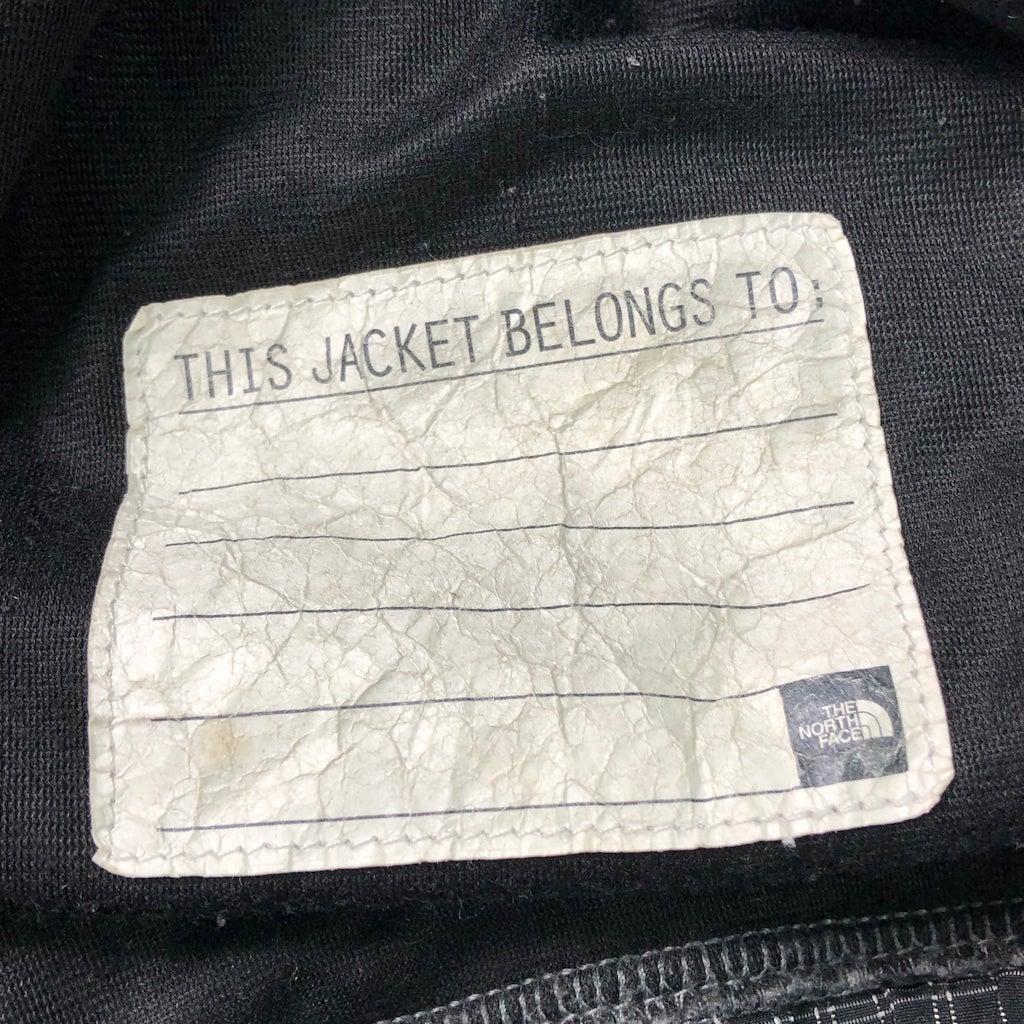 THIS JACKET BELONGS TO:
THE
NORTH
FACE